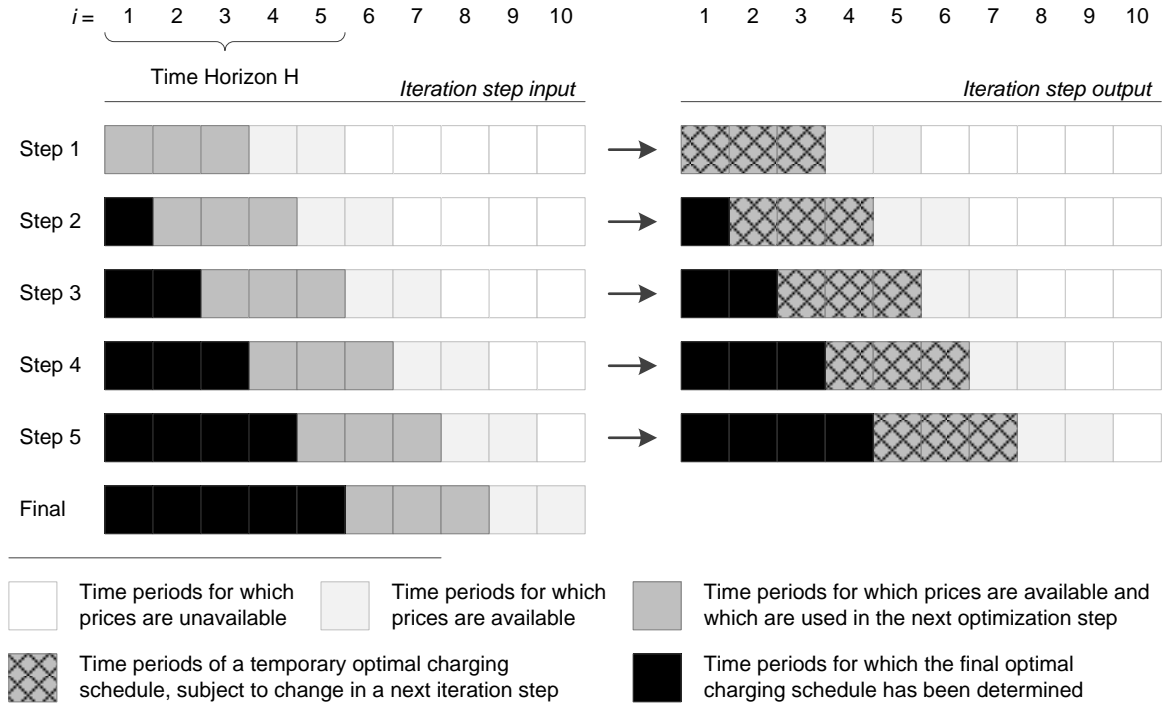 i = 1 2 3 4 5 6 7 8 9 10 1 2 3 4 5 6 7 8 9 10
Time Horizon H
Iteration step input
Iteration step output
Step 1
Step 2
Step 3
Step 4
Step 5
Final
Time periods for which
prices are unavailable
Time periods for which
prices are available
Time periods for which prices are available and
which are used in the next optimization step
Time periods of a temporary optimal charging
schedule, subject to change in a next iteration step
Time periods for which the final optimal
charging schedule has been determined